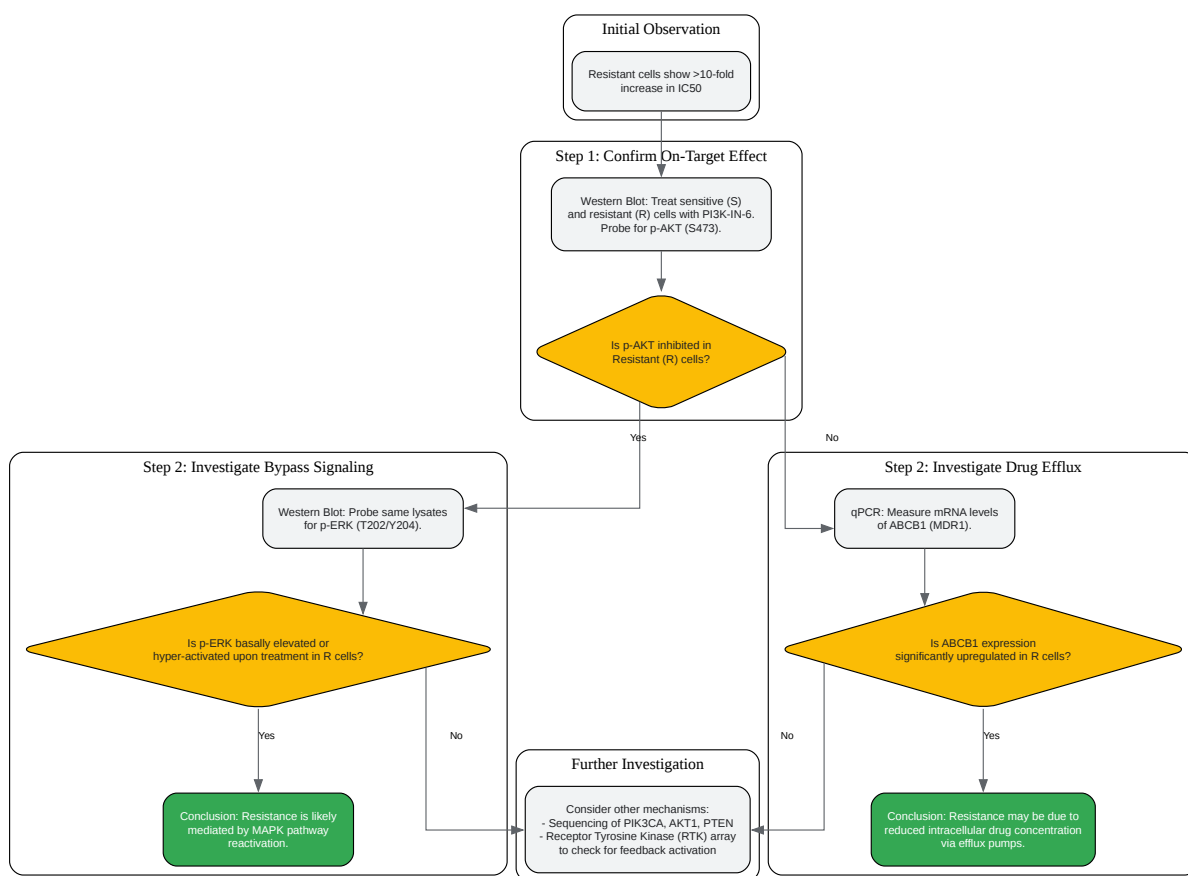 Initial Observation
Resistant cells show >10-fold
increase in IC50
Step 1: Confirm On-Target Effect
Western Blot: Treat sensitive (S)
and resistant (R) cells with PI3K-IN-6.
Probe for p-AKT (S473).
Is p-AKT inhibited in
Resistant (R) cells?
Yes
No
Step 2: Investigate Bypass Signaling
Western Blot: Probe same lysates
for p-ERK (T202/Y204).
Is p-ERK basally elevated or
hyper-activated upon treatment in R cells?
Yes
No
Conclusion: Resistance is likely
mediated by MAPK pathway
reactivation.
Step 2: Investigate Drug Efflux
qPCR: Measure mRNA levels
of ABCB1 (MDR1).
Is ABCB1 expression
significantly upregulated in R cells?
No
Yes
Conclusion: Resistance may be due to
reduced intracellular drug concentration
via efflux pumps.
Further Investigation
Consider other mechanisms:
- Sequencing of PIK3CA, AKT1, PTEN
- Receptor Tyrosine Kinase (RTK) array
to check for feedback activation